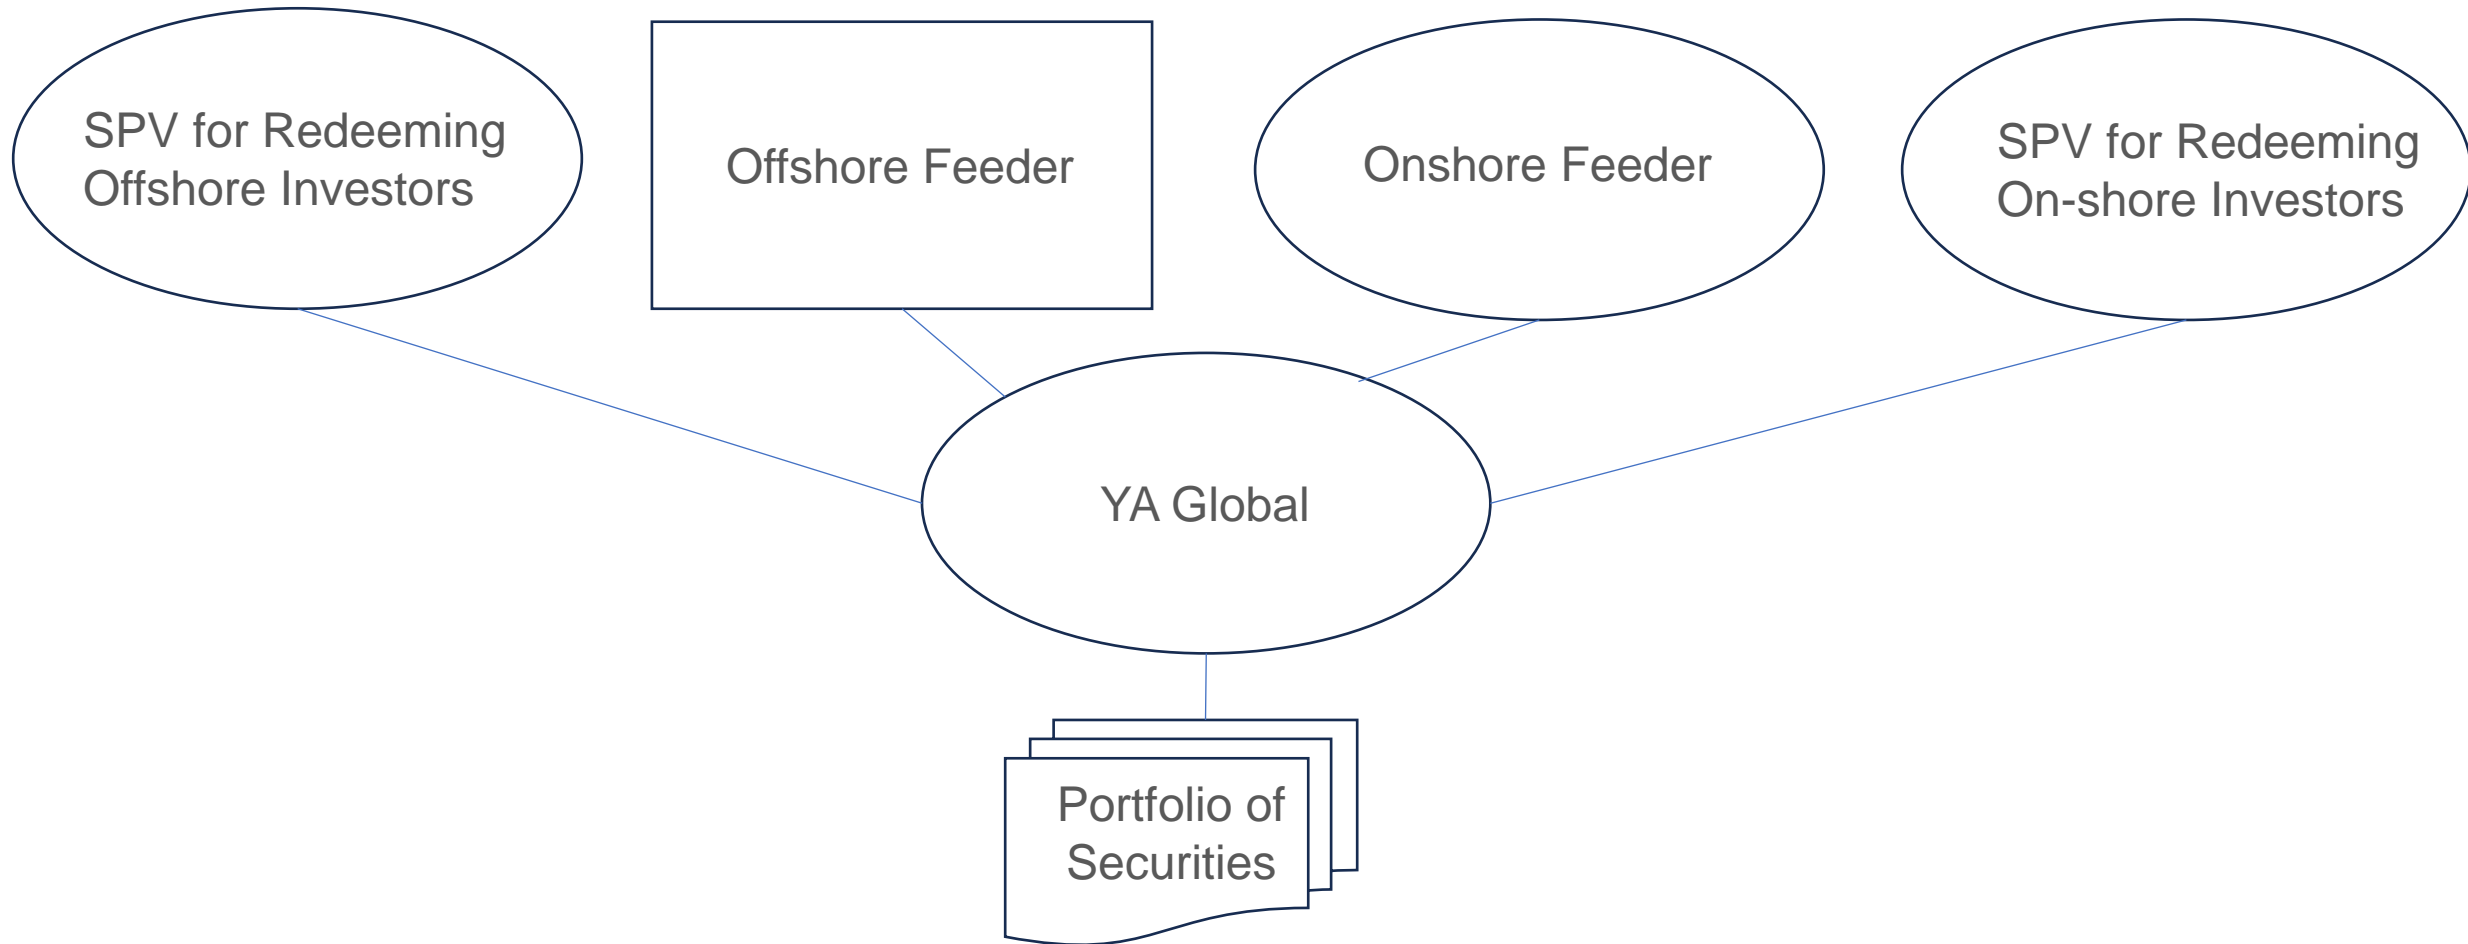 SPV for Redeeming
Offshore Investors
Offshore Feeder
Onshore Feeder
SPV for Redeeming
On-shore Investors
YA Global
Portfolio of
Securities